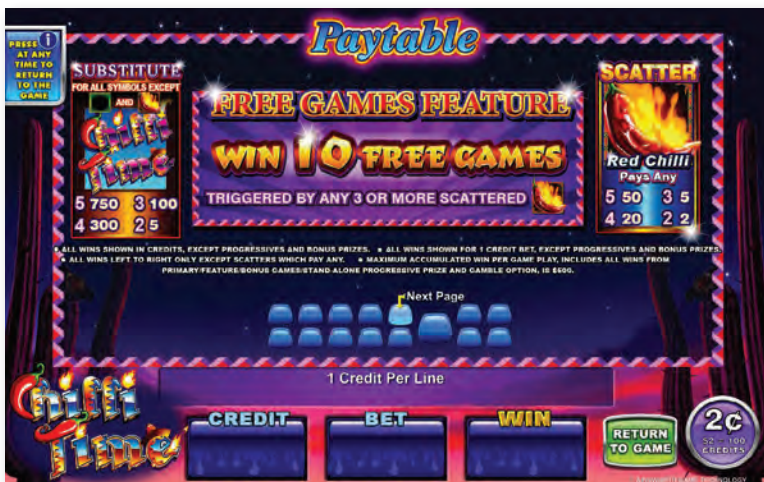 Paytable
PRESS i
AT ANY
TIME TO
RETURN
TO THE
GAME
SUBSTITUTE
FOR ALL SYMBOLS EXCEPT
AND
Chilli
Time
5 750 3 100
4 300 2 5
FREE GAMES FEATURE
WIN 10 FREE GAMES
TRIGGERED BY ANY 3 OR MORE SCATTERED
SCATTER
Red Chilli
Pays Any
5 50 3 5
4 20 2 2
• ALL WINS SHOWN IN CREDITS, EXCEPT PROGRESSIVES AND BONUS PRIZES. • ALL WINS SHOWN FOR 1 CREDIT BET, EXCEPT PROGRESSIVES AND BONUS PRIZES.
• ALL WINS LEFT TO RIGHT ONLY EXCEPT SCATTERS WHICH PAY ANY. • MAXIMUM ACCUMULATED WIN PER GAME PLAY, INCLUDES ALL WINS FROM
PRIMARY/FEATURE/BONUS GAMES/STAND-ALONE PROGRESSIVE PRIZE AND GAMBLE OPTION, IS $500.
Next Page
1 Credit Per Line
Chilli
Time
CREDIT
BET
WIN
RETURN
TO GAME
2¢
$2 = 100
CREDITS